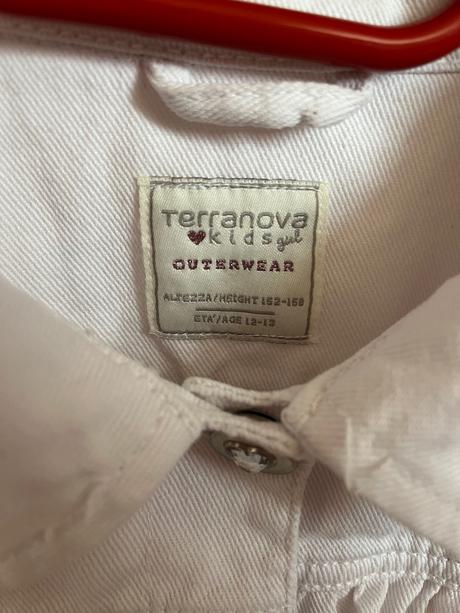 Terranova
kids girl
OUTERWEAR
ALTEZZA/HEIGHT 152-158
ETA'/AGE 12-13